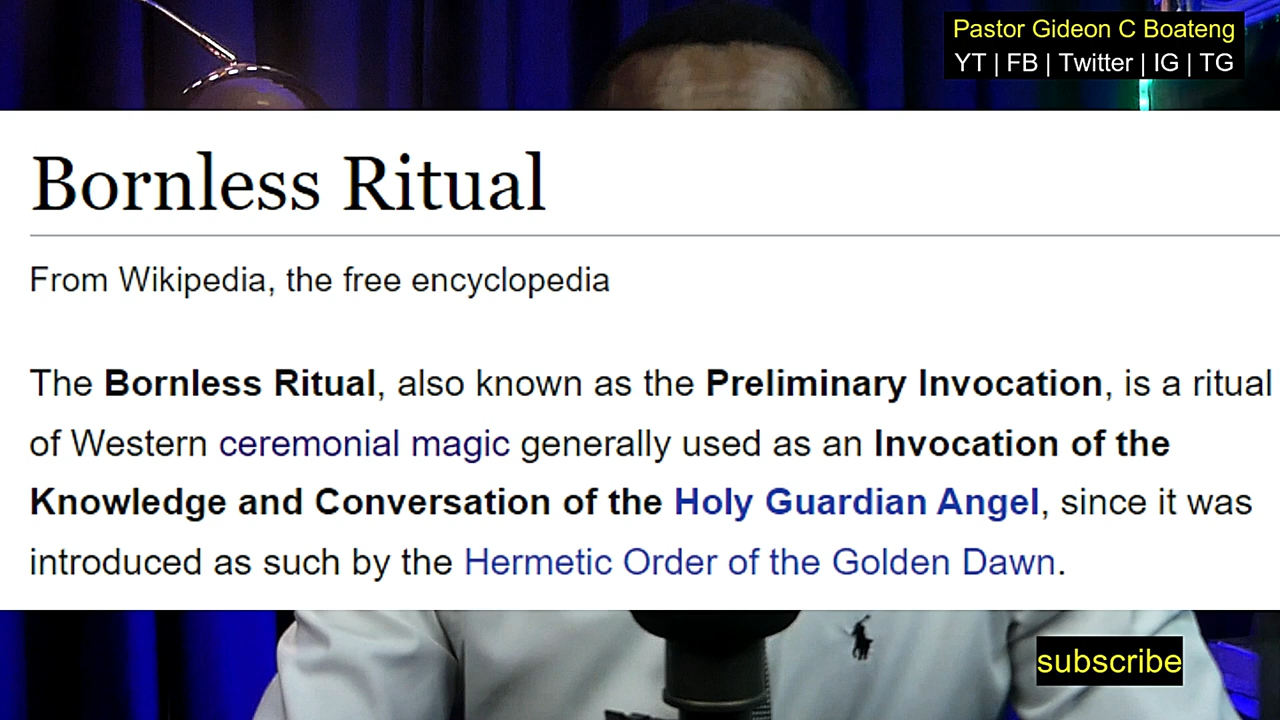 Pastor Gideon C Boateng
YT | FB | Twitter | IG | TG
Bornless Ritual
From Wikipedia, the free encyclopedia
The Bornless Ritual, also known as the Preliminary Invocation, is a ritual
of Western ceremonial magic generally used as an Invocation of the
Knowledge and Conversation of the Holy Guardian Angel, since it was
introduced as such by the Hermetic Order of the Golden Dawn.
subscribe